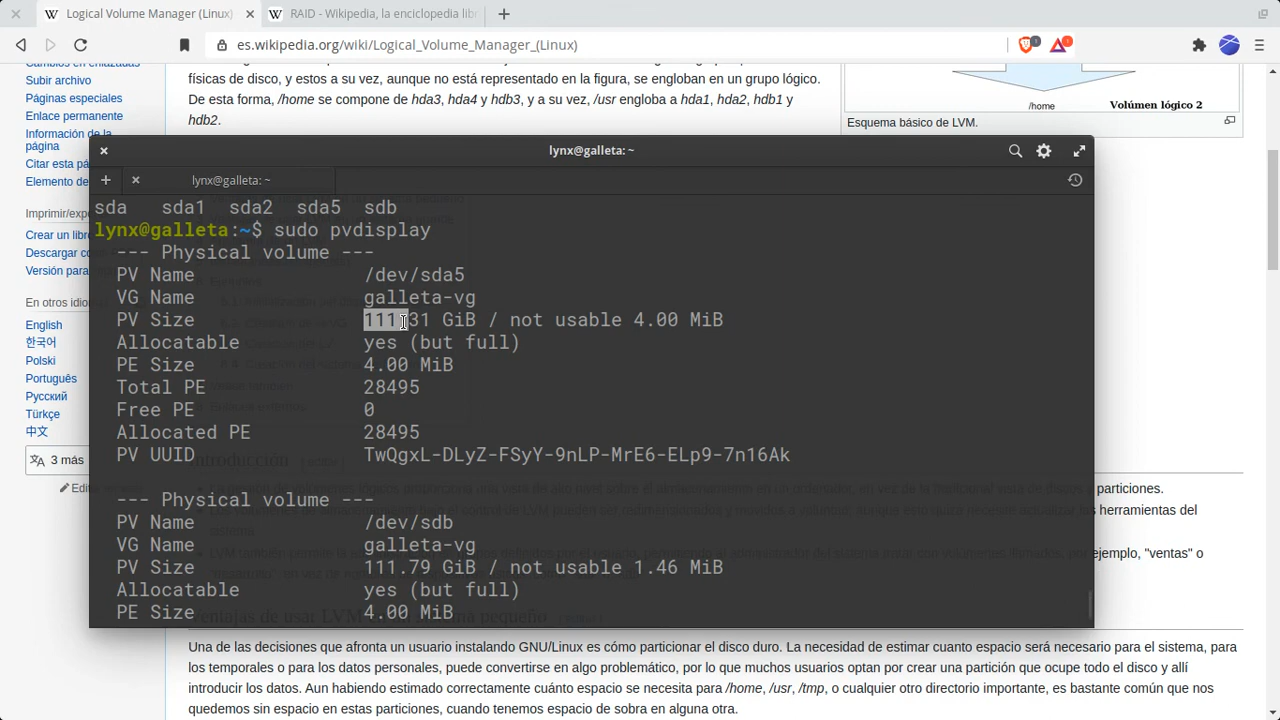 Logical Volume Manager (Linux)
RAID - Wikipedia, la enciclopedia lib
es.wikipedia.org/wiki/Logical_Volume_Manager_(Linux)
Cambios en enlazadas
Subir archivo
Páginas especiales
Enlace permanente
Información de la
página
Citar esta pá
Elemento de
Imprimir/exp
Crear un libr
Descargar co
Versión para
En otros idiom
English
한국어
Polski
Português
Русский
Türkçe
中文
3 más
físicas de disco, y estos a su vez, aunque no está representado en la figura, se engloban en un grupo lógico.
De esta forma, /home se compone de hda3, hda4 y hdb3, y a su vez, /usr engloba a hda1, hda2, hdb1 y
hdb2.
/home
Volúmen lógico 2
Esquema básico de LVM.
lynx@galleta: ~
lynx@galleta: ~
sda sda1 sda2 sda5 sdb
lynx@galleta:~$ sudo pvdisplay
--- Physical volume ---
PV Name /dev/sda5
VG Name galleta-vg
PV Size 111.31 GiB / not usable 4.00 MiB
Allocatable yes (but full)
PE Size 4.00 MiB
Total PE 28495
Free PE 0
Allocated PE 28495
PV UUID TwQgxL-DLyZ-FSyY-9nLP-MrE6-ELp9-7n16Ak
--- Physical volume ---
PV Name /dev/sdb
VG Name galleta-vg
PV Size 111.79 GiB / not usable 1.46 MiB
Allocatable yes (but full)
PE Size 4.00 MiB
particiones.
herramientas del
ejemplo, "ventas" o
Una de las decisiones que afronta un usuario instalando GNU/Linux es cómo particionar el disco duro. La necesidad de estimar cuanto espacio será necesario para el sistema, para
los temporales o para los datos personales, puede convertirse en algo problemático, por lo que muchos usuarios optan por crear una partición que ocupe todo el disco y allí
introducir los datos. Aun habiendo estimado correctamente cuánto espacio se necesita para /home, /usr, /tmp, o cualquier otro directorio importante, es bastante común que nos
quedemos sin espacio en estas particiones, cuando tenemos espacio de sobra en alguna otra.